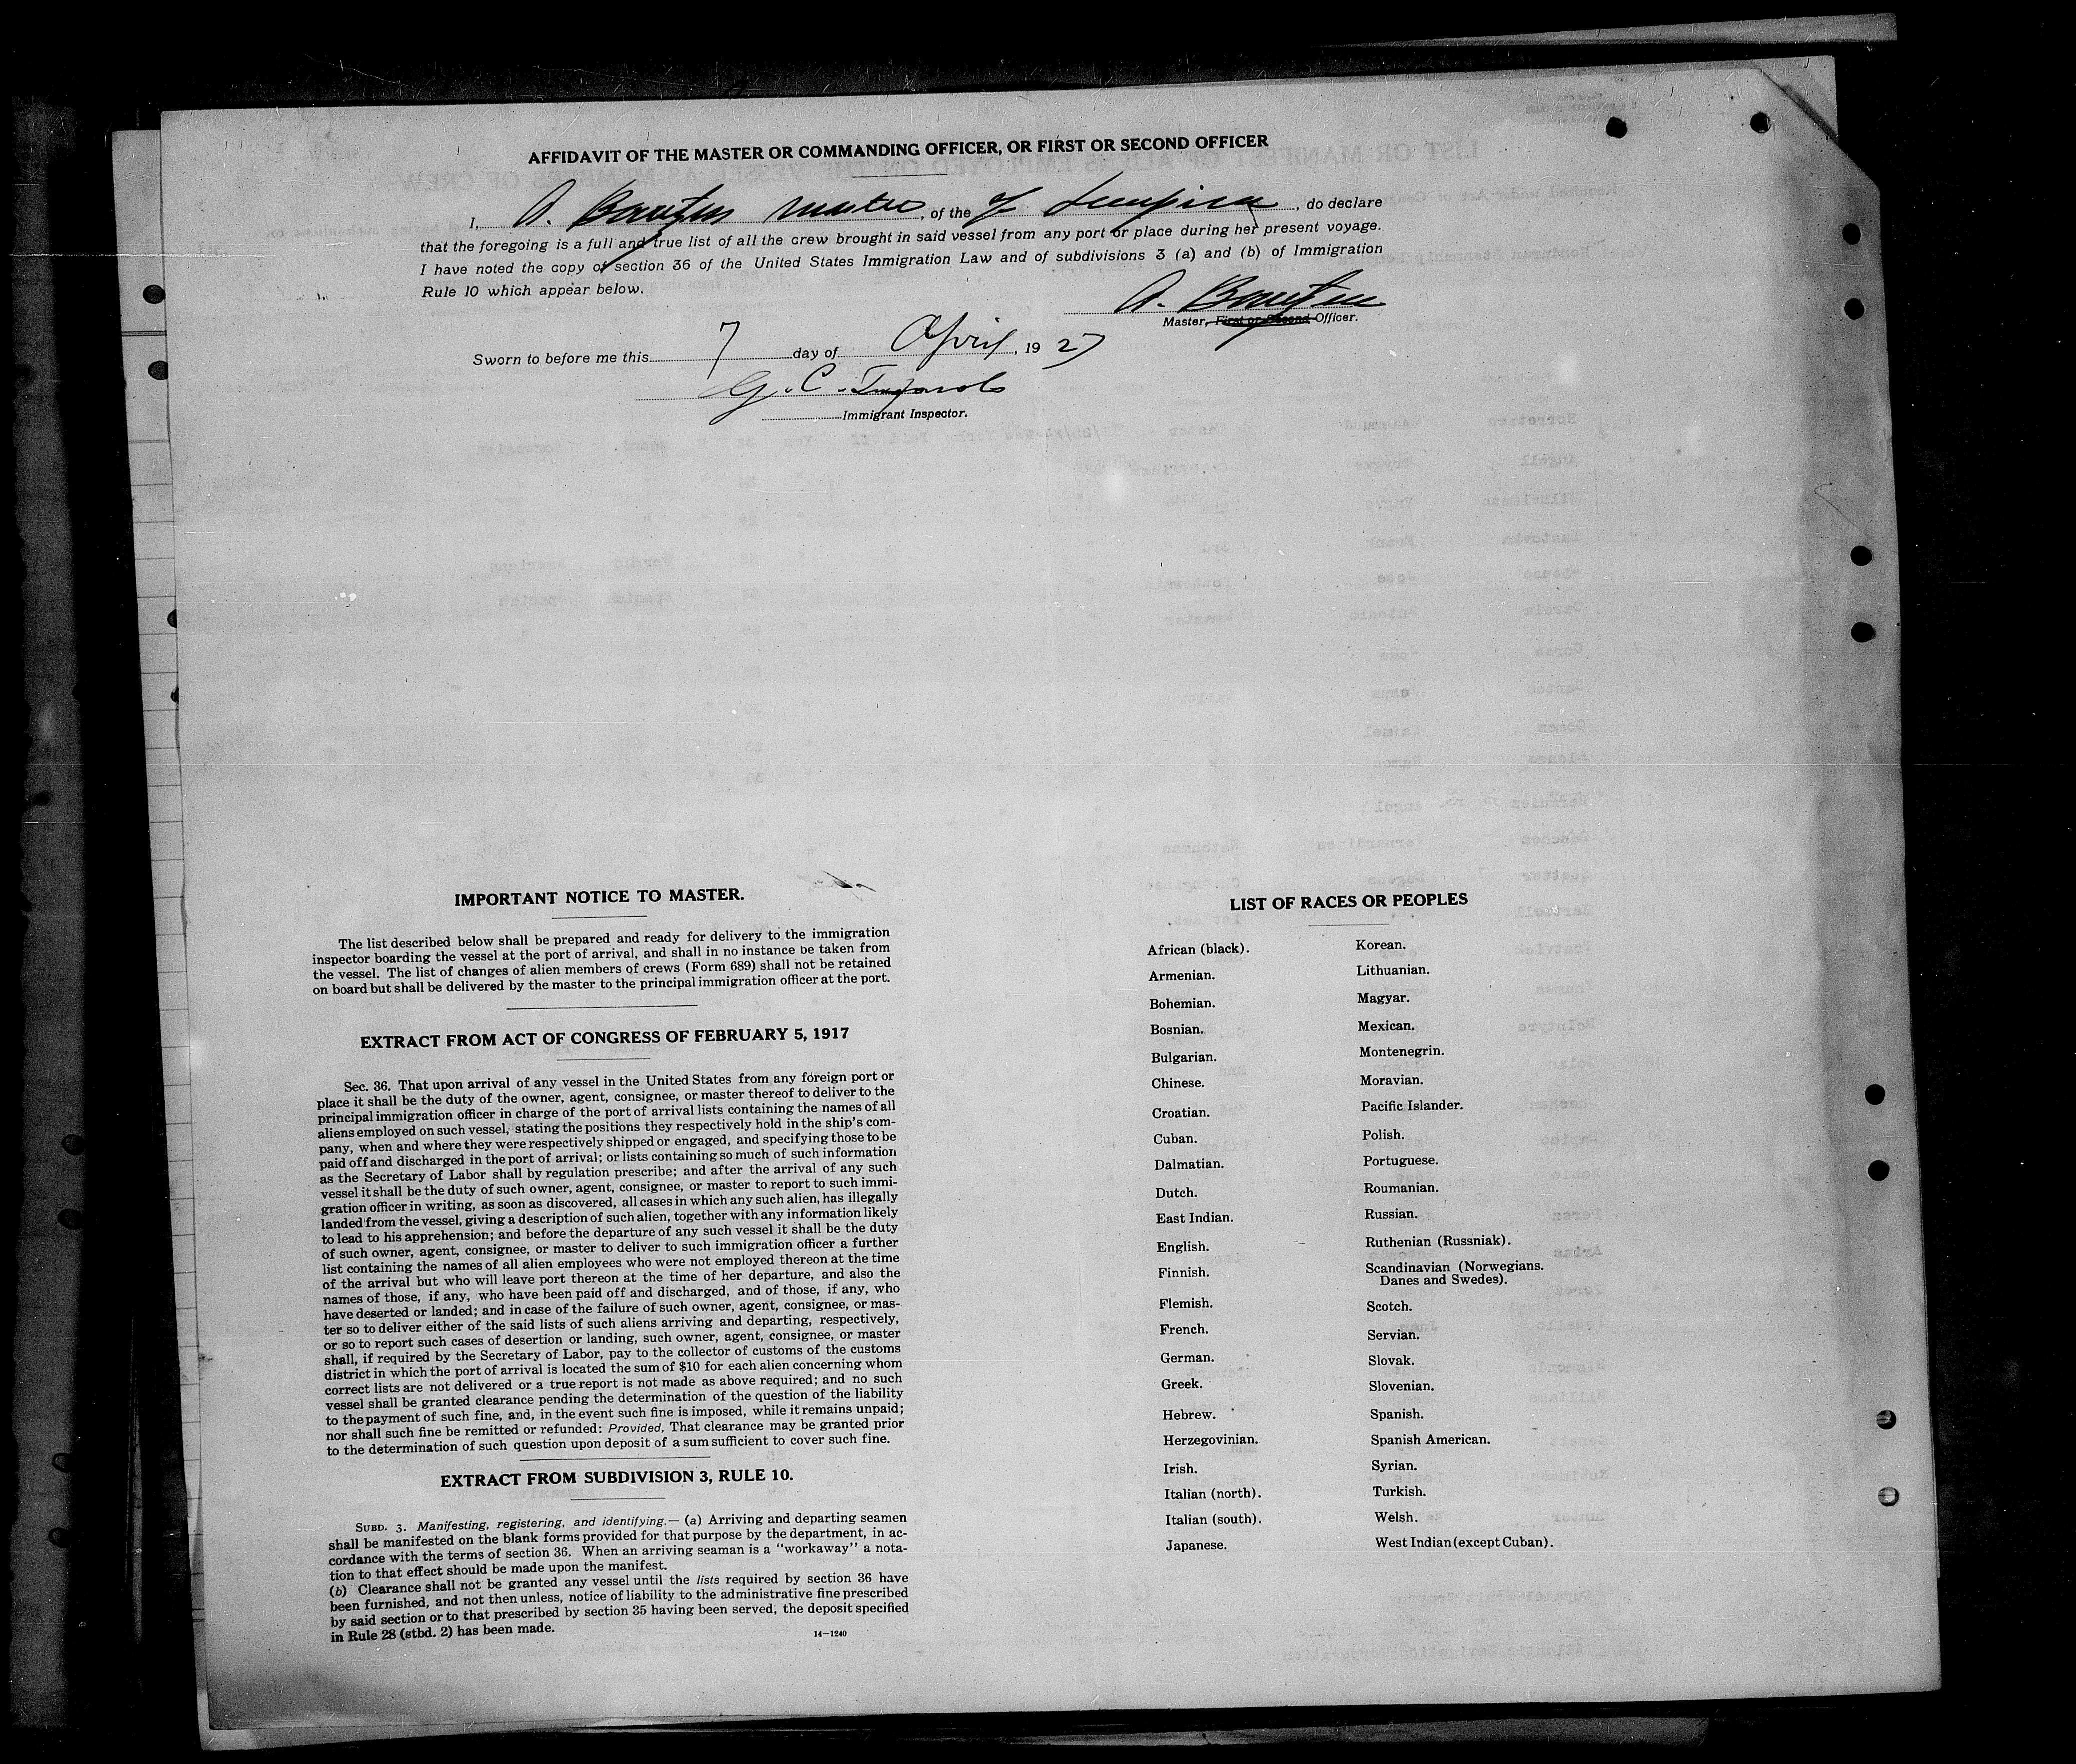 AFFIDAVIT OF THE MASTER OR COMMANDING OFFICER, OR FIRST OR SECOND OFFICER
I, A. master, of the , do declare
that the foregoing is a full and true list of all the crew brought in said vessel from any port or place during her present voyage.
I have noted the copy of section 36 of the United States Immigration Law and of subdivisions 3 (a) and (b) of Immigration
Rule 10 which appear below.
A.
Master, First or Second Officer.
Sworn to before me this 7 day of April, 1927
G. C.
Immigrant Inspector.
IMPORTANT NOTICE TO MASTER.
The list described below shall be prepared and ready for delivery to the immigration
inspector boarding the vessel at the port of arrival, and shall in no instance be taken from
the vessel. The list of changes of alien members of crews (Form 689) shall not be retained
on board but shall be delivered by the master to the principal immigration officer at the port.
EXTRACT FROM ACT OF CONGRESS OF FEBRUARY 5, 1917
Sec. 36. That upon arrival of any vessel in the United States from any foreign port or
place it shall be the duty of the owner, agent, consignee, or master thereof to deliver to the
principal immigration officer in charge of the port of arrival lists containing the names of all
aliens employed on such vessel, stating the positions they respectively hold in the ship's com-
pany, when and where they were respectively shipped or engaged, and specifying those to be
paid off and discharged in the port of arrival; or lists containing so much of such information
as the Secretary of Labor shall by regulation prescribe; and after the arrival of any such
vessel it shall be the duty of such owner, agent, consignee, or master to report to such immi-
gration officer in writing, as soon as discovered, all cases in which any such alien, has illegally
landed from the vessel, giving a description of such alien, together with any information likely
to lead to his apprehension; and before the departure of any such vessel it shall be the duty
of such owner, agent, consignee, or master to deliver to such immigration officer a further
list containing the names of all alien employees who were not employed thereon at the time
of the arrival but who will leave port thereon at the time of her departure, and also the
names of those, if any, who have been paid off and discharged, and of those, if any, who
have deserted or landed; and in case of the failure of such owner, agent, consignee, or mas-
ter so to deliver either of the said lists of such aliens arriving and departing, respectively,
or so to report such cases of desertion or landing, such owner, agent, consignee, or master
shall, if required by the Secretary of Labor, pay to the collector of customs of the customs
district in which the port of arrival is located the sum of $10 for each alien concerning whom
correct lists are not delivered or a true report is not made as above required; and no such
vessel shall be granted clearance pending the determination of the question of the liability
to the payment of such fine, and, in the event such fine is imposed, while it remains unpaid;
nor shall such fine be remitted or refunded: Provided, That clearance may be granted prior
to the determination of such question upon deposit of a sum sufficient to cover such fine.
EXTRACT FROM SUBDIVISION 3, RULE 10.
SUBD. 3. Manifesting, registering, and identifying.— (a) Arriving and departing seamen
shall be manifested on the blank forms provided for that purpose by the department, in ac-
cordance with the terms of section 36. When an arriving seaman is a "workaway" a nota-
tion to that effect should be made upon the manifest.
(b) Clearance shall not be granted any vessel until the lists required by section 36 have
been furnished, and not then unless, notice of liability to the administrative fine prescribed
by said section or to that prescribed by section 35 having been served, the deposit specified
in Rule 28 (stbd. 2) has been made.
14—1240
LIST OF RACES OR PEOPLES
African (black).
Armenian.
Bohemian.
Bosnian.
Bulgarian.
Chinese.
Croatian.
Cuban.
Dalmatian.
Dutch.
East Indian.
English.
Finnish.
Flemish.
French.
German.
Greek.
Hebrew.
Herzegovinian.
Irish.
Italian (north).
Italian (south).
Japanese.
Korean.
Lithuanian.
Magyar.
Mexican.
Montenegrin.
Moravian.
Pacific Islander.
Polish.
Portuguese.
Roumanian.
Russian.
Ruthenian (Russniak).
Scandinavian (Norwegians.
Danes and Swedes).
Scotch.
Servian.
Slovak.
Slovenian.
Spanish.
Spanish American.
Syrian.
Turkish.
Welsh.
West Indian (except Cuban).